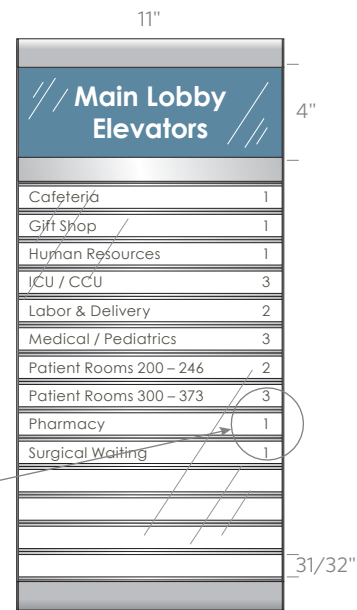 11"
Main Lobby
Elevators
4"
Cafeteria 1
Gift Shop 1
Human Resources 1
ICU / CCU 3
Labor & Delivery 2
Medical / Pediatrics 3
Patient Rooms 200 – 246 2
Patient Rooms 300 – 373 3
Pharmacy 1
Surgical Waiting 1
31/32"